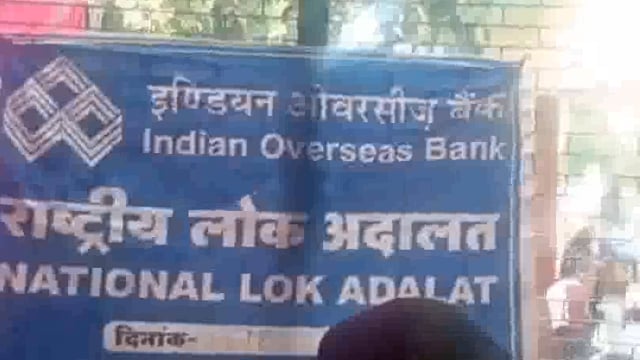 इण्डियन ओवरसीज़ बैंक
Indian Overseas Bank
राष्ट्रीय लोक अदालत
NATIONAL LOK ADALAT
दिनांक-